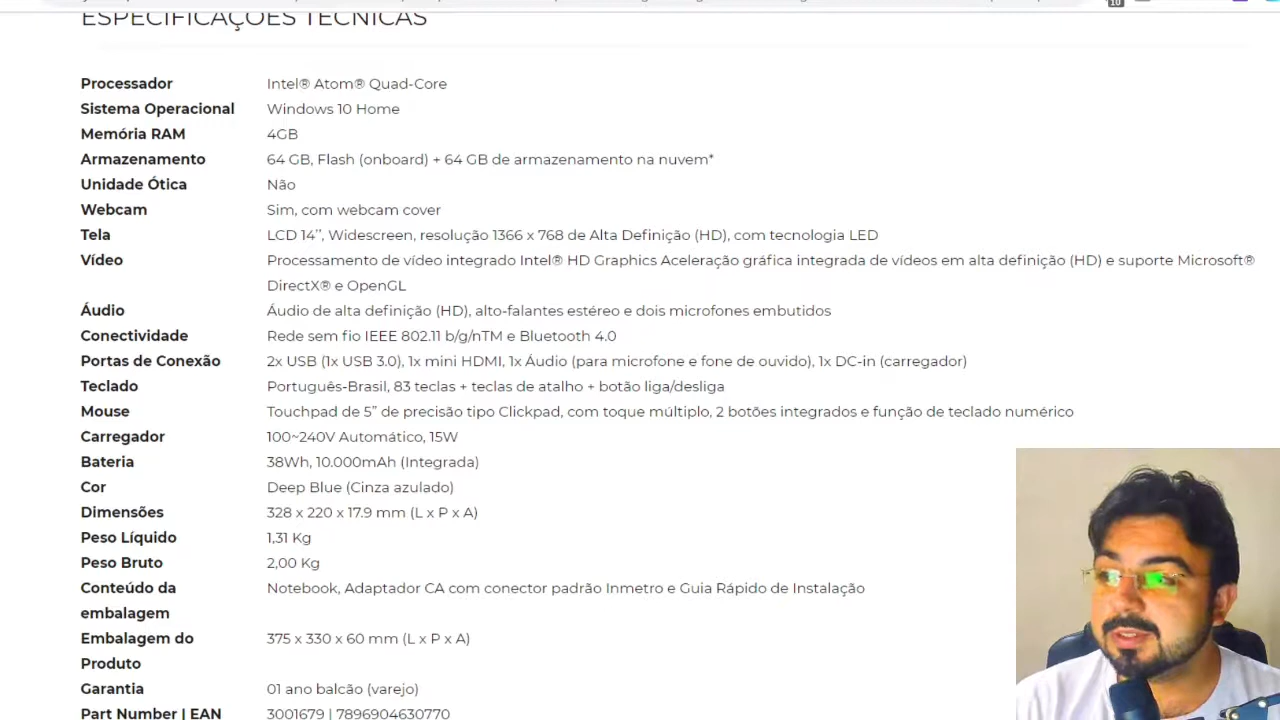 ESPECIFICAÇÕES TÉCNICAS
Processador Intel® Atom® Quad-Core
Sistema Operacional Windows 10 Home
Memória RAM 4GB
Armazenamento 64 GB, Flash (onboard) + 64 GB de armazenamento na nuvem*
Unidade Ótica Não
Webcam Sim, com webcam cover
Tela LCD 14’’, Widescreen, resolução 1366 x 768 de Alta Definição (HD), com tecnologia LED
Vídeo Processamento de vídeo integrado Intel® HD Graphics Aceleração gráfica integrada de vídeos em alta definição (HD) e suporte Microsoft®
DirectX® e OpenGL
Áudio Áudio de alta definição (HD), alto-falantes estéreo e dois microfones embutidos
Conectividade Rede sem fio IEEE 802.11 b/g/nTM e Bluetooth 4.0
Portas de Conexão 2x USB (1x USB 3.0), 1x mini HDMI, 1x Áudio (para microfone e fone de ouvido), 1x DC-in (carregador)
Teclado Português-Brasil, 83 teclas + teclas de atalho + botão liga/desliga
Mouse Touchpad de 5” de precisão tipo Clickpad, com toque múltiplo, 2 botões integrados e função de teclado numérico
Carregador 100~240V Automático, 15W
Bateria 38Wh, 10.000mAh (Integrada)
Cor Deep Blue (Cinza azulado)
Dimensões 328 x 220 x 17.9 mm (L x P x A)
Peso Líquido 1,31 Kg
Peso Bruto 2,00 Kg
Conteúdo da Notebook, Adaptador CA com conector padrão Inmetro e Guia Rápido de Instalação
embalagem
Embalagem do 375 x 330 x 60 mm (L x P x A)
Produto
Garantia 01 ano balcão (varejo)
Part Number | EAN 3001679 | 7896904630770
10